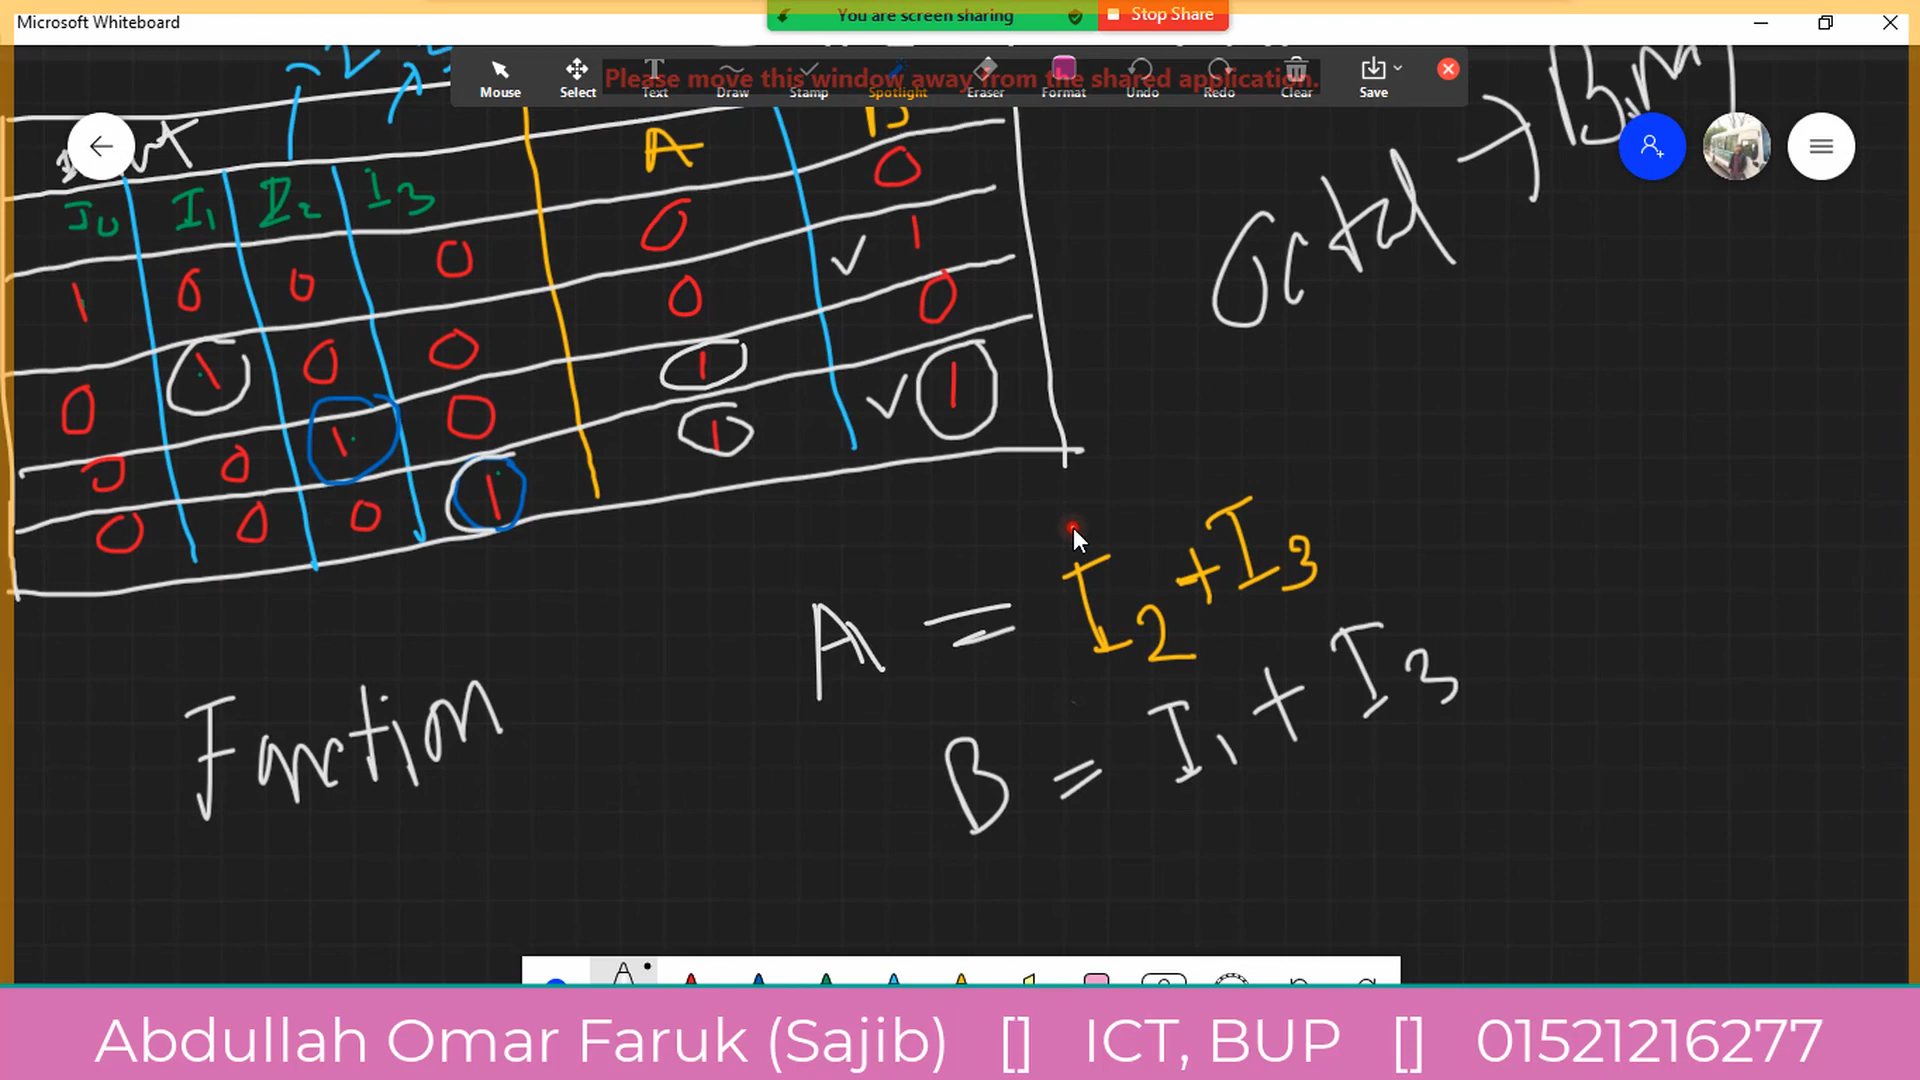 Microsoft Whiteboard
You are screen sharing
Stop Share
Mouse
Select
Text
Draw
Stamp
Spotlight
Eraser
Format
Undo
Redo
Clear
Save
Please move this window away from the shared application.
A B
I0 I1 I2 I3
1 0 0 0 0 0
0 1 0 0 0 1
0 0 1 0 1 0
0 0 0 1 1 1
Octal →
A = I2 + I3
B = I1 + I3
Function
Abdullah Omar Faruk (Sajib) [] ICT, BUP [] 01521216277